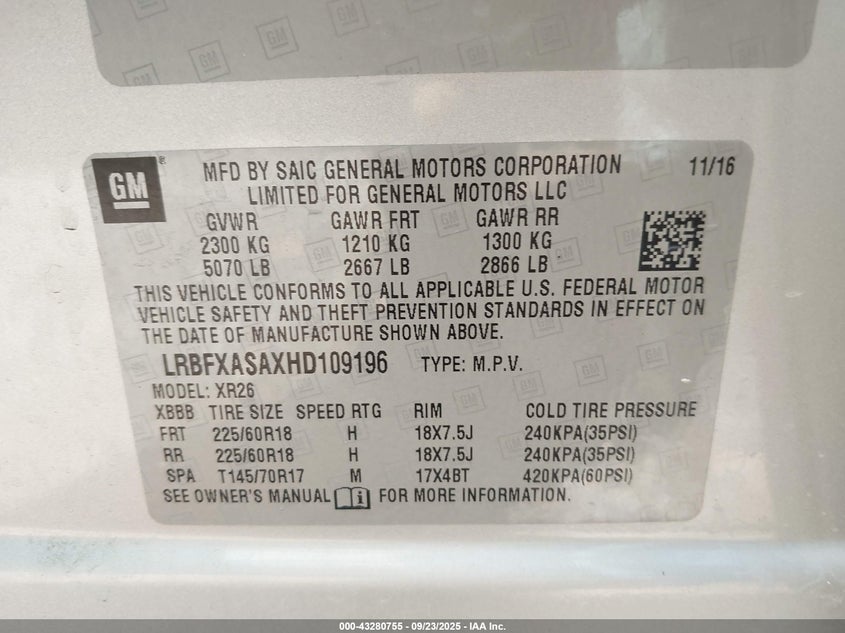 GM
GM ® MFD BY SAIC GENERAL MOTORS CORPORATION 11/16
LIMITED FOR GENERAL MOTORS LLC
GVWR GAWR FRT GAWR RR
2300 KG 1210 KG 1300 KG
5070 LB 2667 LB 2866 LB
THIS VEHICLE CONFORMS TO ALL APPLICABLE U.S. FEDERAL MOTOR
VEHICLE SAFETY AND THEFT PREVENTION STANDARDS IN EFFECT ON
THE DATE OF MANUFACTURE SHOWN ABOVE.
LRBFXASAXHD109196 TYPE: M.P.V.
MODEL: XR26
XBBB TIRE SIZE SPEED RTG RIM COLD TIRE PRESSURE
FRT 225/60R18 H 18X7.5J 240KPA(35PSI)
RR 225/60R18 H 18X7.5J 240KPA(35PSI)
SPA T145/70R17 M 17X4BT 420KPA(60PSI)
SEE OWNER'S MANUAL i FOR MORE INFORMATION.
000-43280755 - 09/23/2025 - IAA Inc.